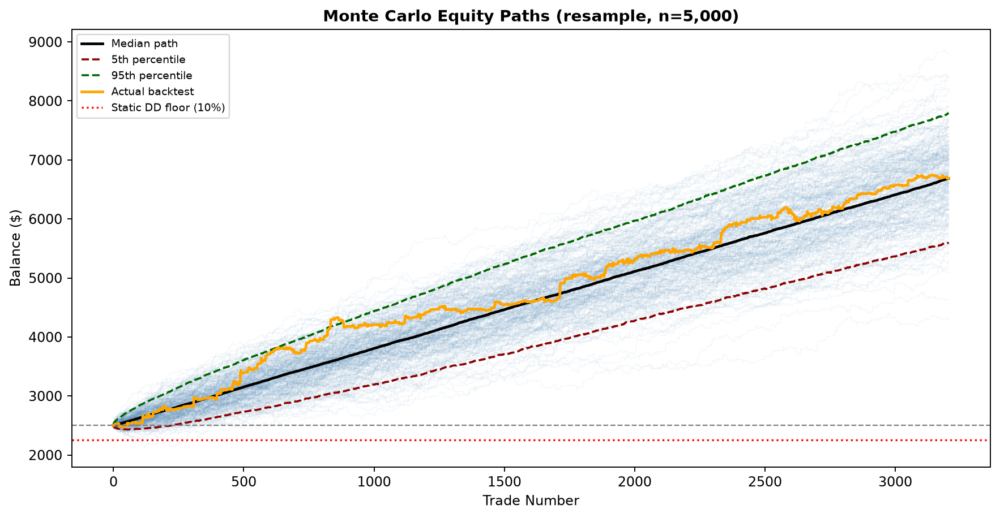 Monte Carlo Equity Paths (resample, n=5,000)
Median path
5th percentile
95th percentile
Actual backtest
Static DD floor (10%)
9000
8000
7000
6000
5000
4000
3000
2000
Balance ($)
0 500 1000 1500 2000 2500 3000
Trade Number